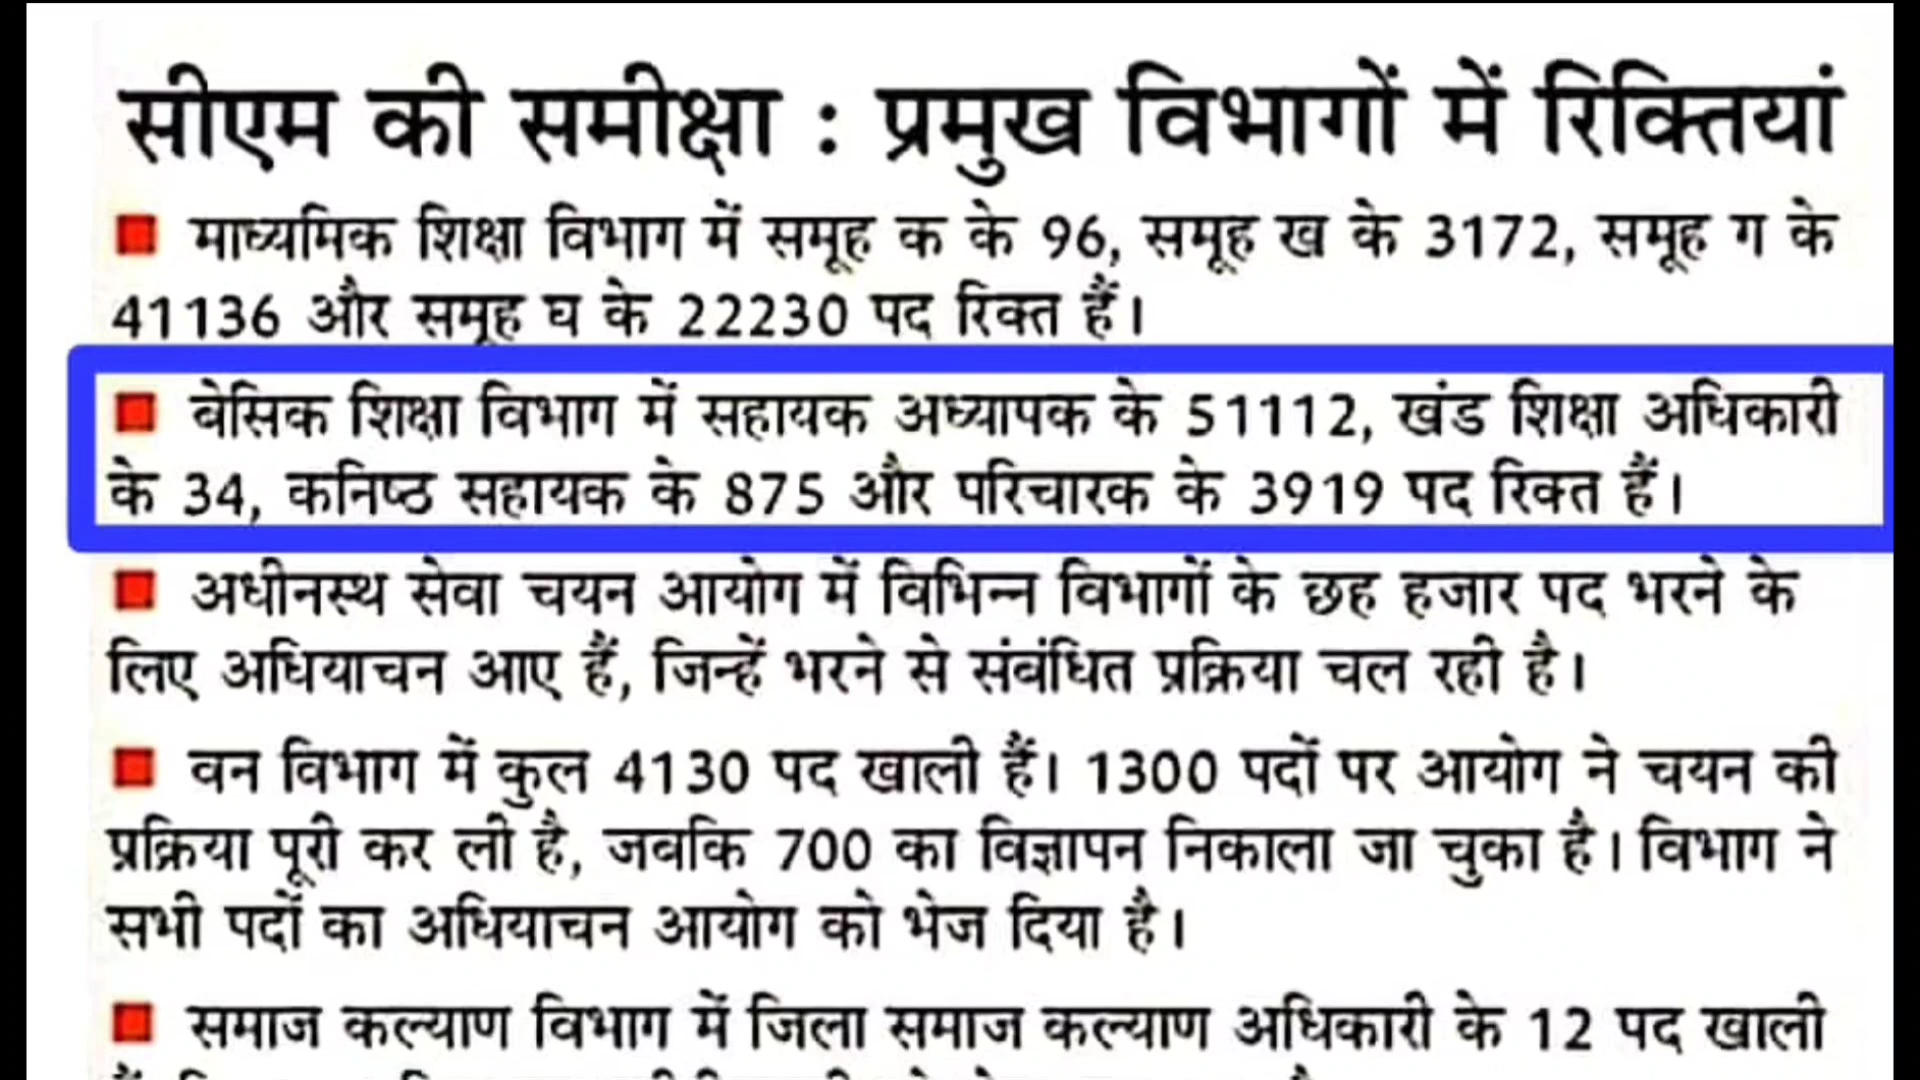 सीएम की समीक्षा : प्रमुख विभागों में रिक्तियां
माध्यमिक शिक्षा विभाग में समूह क के 96, समूह ख के 3172, समूह ग के
41136 और समूह घ के 22230 पद रिक्त हैं।
बेसिक शिक्षा विभाग में सहायक अध्यापक के 51112, खंड शिक्षा अधिकारी
के 34, कनिष्ठ सहायक के 875 और परिचारक के 3919 पद रिक्त हैं।
अधीनस्थ सेवा चयन आयोग में विभिन्न विभागों के छह हजार पद भरने के
लिए अधियाचन आए हैं, जिन्हें भरने से संबंधित प्रक्रिया चल रही है।
वन विभाग में कुल 4130 पद खाली हैं। 1300 पदों पर आयोग ने चयन की
प्रक्रिया पूरी कर ली है, जबकि 700 का विज्ञापन निकाला जा चुका है। विभाग ने
सभी पदों का अधियाचन आयोग को भेज दिया है।
समाज कल्याण विभाग में जिला समाज कल्याण अधिकारी के 12 पद खाली